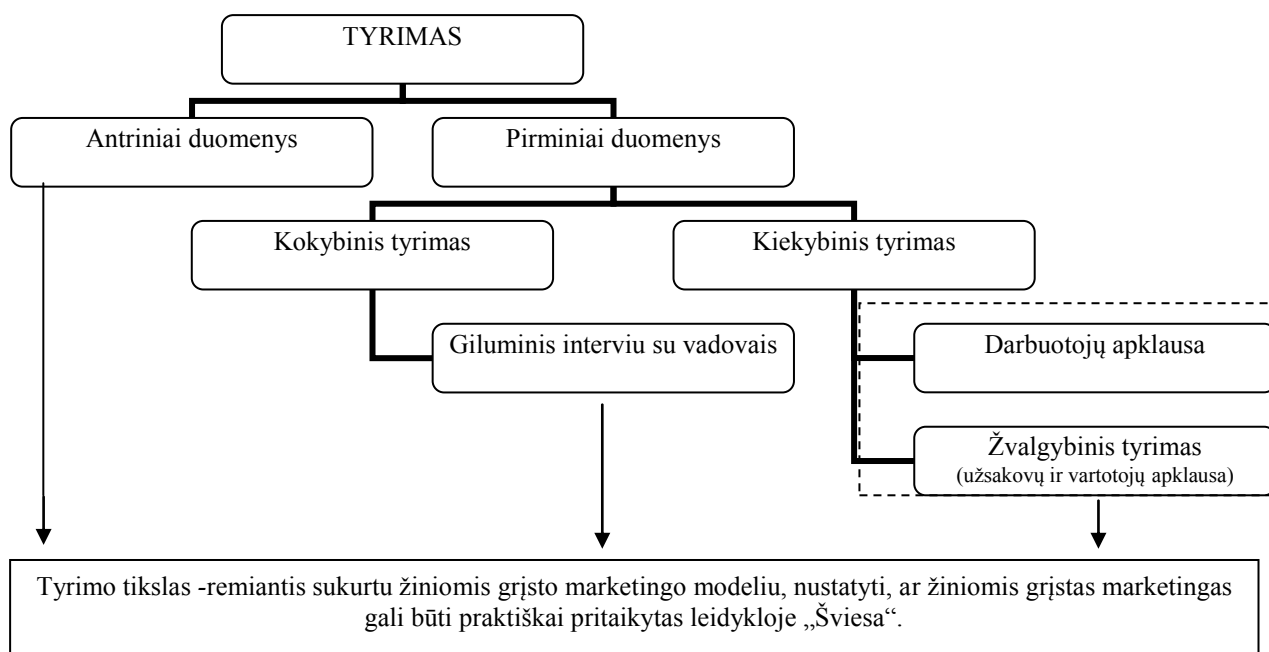 TYRIMAS
Antriniai duomenys
Pirminiai duomenys
Kokybinis tyrimas
Kiekybinis tyrimas
Giluminis interviu su vadovais
Darbuotojų apklausa
Žvalgybinis tyrimas
(užsakovų ir vartotojų apklausa)
Tyrimo tikslas -remiantis sukurtu žiniomis grįsto marketingo modeliu, nustatyti, ar žiniomis grįstas marketingas
gali būti praktiškai pritaikytas leidykloje „Šviesa“.